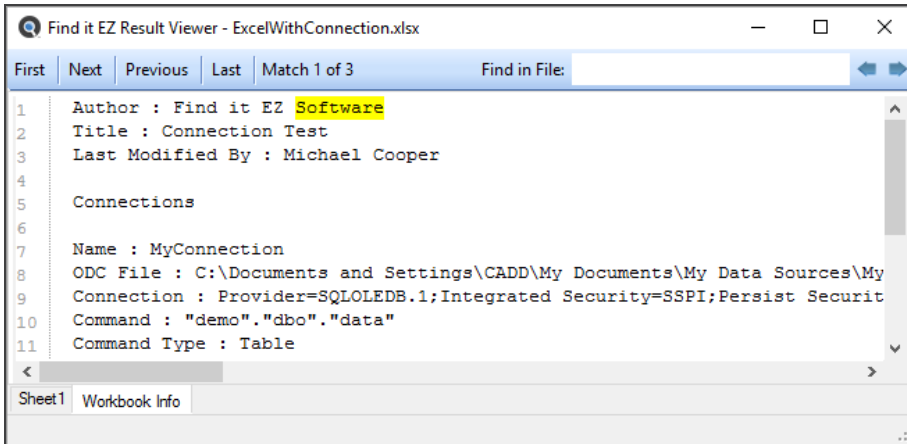 Find it EZ Result Viewer - ExcelWithConnection.xlsx
First Next Previous Last Match 1 of 3 Find in File:
1 Author : Find it EZ Software
2 Title : Connection Test
3 Last Modified By : Michael Cooper
4
5 Connections
6
7 Name : MyConnection
8 ODC File : C:\Documents and Settings\CADD\My Documents\My Data Sources\My
9 Connection : Provider=SQLOLEDB.1;Integrated Security=SSPI;Persist Securit
10 Command : "demo"."dbo"."data"
11 Command Type : Table
Sheet1 Workbook Info